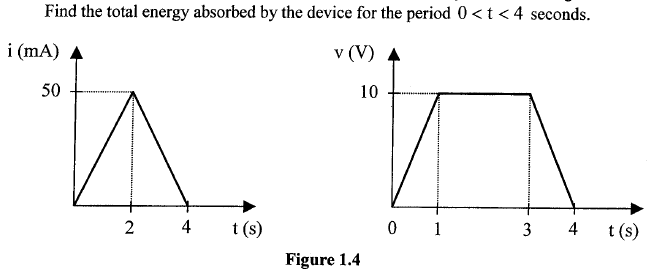 Find the total energy absorbed by the device for the period 0 < t < 4 seconds.
i (mA)
50
2 4 t (s)
v (V)
10
0 1 3 4 t (s)
Figure 1.4